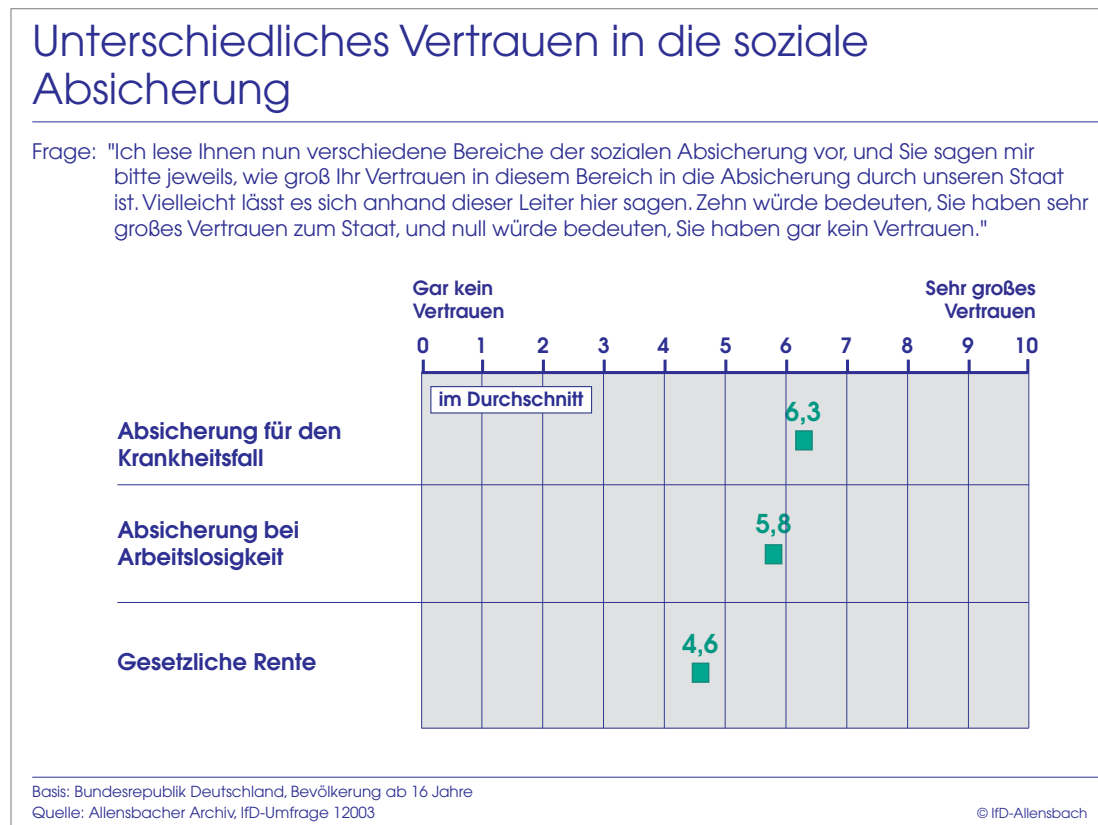 Unterschiedliches Vertrauen in die soziale
Absicherung
Frage: "Ich lese Ihnen nun verschiedene Bereiche der sozialen Absicherung vor, und Sie sagen mir
bitte jeweils, wie groß Ihr Vertrauen in diesem Bereich in die Absicherung durch unseren Staat
ist. Vielleicht lässt es sich anhand dieser Leiter hier sagen. Zehn würde bedeuten, Sie haben sehr
großes Vertrauen zum Staat, und null würde bedeuten, Sie haben gar kein Vertrauen."
Gar kein
Vertrauen
Sehr großes
Vertrauen
0 1 2 3 4 5 6 7 8 9 10
im Durchschnitt
Absicherung für den
Krankheitsfall
6,3
Absicherung bei
Arbeitslosigkeit
5,8
Gesetzliche Rente
4,6
Basis: Bundesrepublik Deutschland, Bevölkerung ab 16 Jahre
Quelle: Allensbacher Archiv, IfD-Umfrage 12003
© IfD-Allensbach